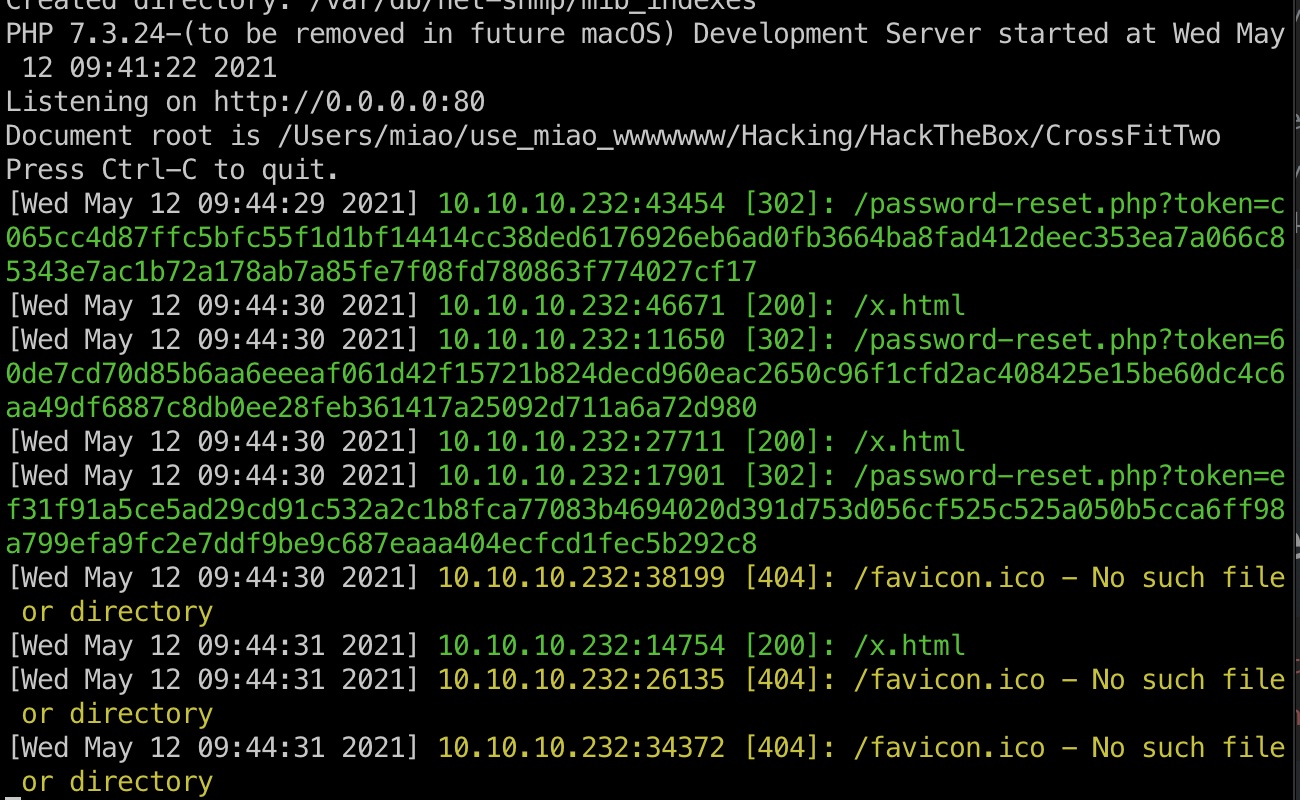 Created directory: /var/db/net-snmp/mib_indexes
PHP 7.3.24-(to be removed in future macOS) Development Server started at Wed May
 12 09:41:22 2021
Listening on http://0.0.0.0:80
Document root is /Users/miao/use_miao_wwwwwww/Hacking/HackTheBox/CrossFitTwo
Press Ctrl-C to quit.
[Wed May 12 09:44:29 2021] 10.10.10.232:43454 [302]: /password-reset.php?token=c
065cc4d87ffc5bfc55f1d1bf14414cc38ded6176926eb6ad0fb3664ba8fad412deec353ea7a066c8
5343e7ac1b72a178ab7a85fe7f08fd780863f774027cf17
[Wed May 12 09:44:30 2021] 10.10.10.232:46671 [200]: /x.html
[Wed May 12 09:44:30 2021] 10.10.10.232:11650 [302]: /password-reset.php?token=6
0de7cd70d85b6aa6eeeaf061d42f15721b824decd960eac2650c96f1cfd2ac408425e15be60dc4c6
aa49df6887c8db0ee28feb361417a25092d711a6a72d980
[Wed May 12 09:44:30 2021] 10.10.10.232:27711 [200]: /x.html
[Wed May 12 09:44:30 2021] 10.10.10.232:17901 [302]: /password-reset.php?token=e
f31f91a5ce5ad29cd91c532a2c1b8fca77083b4694020d391d753d056cf525c525a050b5cca6ff98
a799efa9fc2e7ddf9be9c687eaaa404ecfcd1fec5b292c8
[Wed May 12 09:44:30 2021] 10.10.10.232:38199 [404]: /favicon.ico - No such file
 or directory
[Wed May 12 09:44:31 2021] 10.10.10.232:14754 [200]: /x.html
[Wed May 12 09:44:31 2021] 10.10.10.232:26135 [404]: /favicon.ico - No such file
 or directory
[Wed May 12 09:44:31 2021] 10.10.10.232:34372 [404]: /favicon.ico - No such file
 or directory